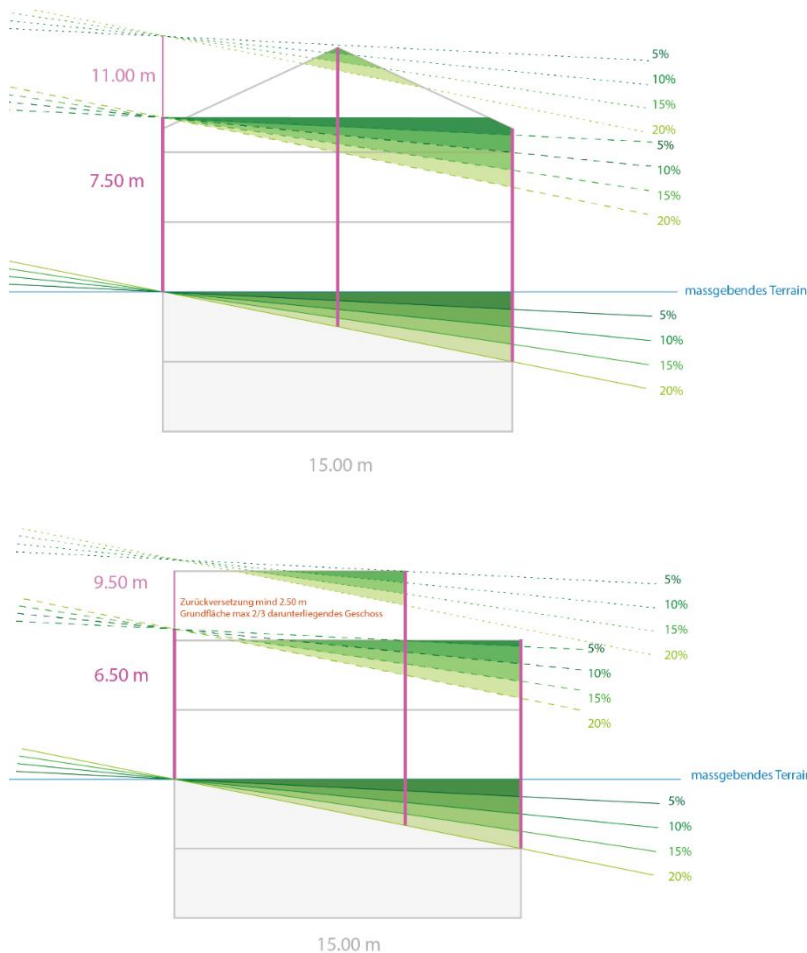 5%
11.00 m
10%
15%
20%
5%
10%
7.50 m
15%
20%
massgebendes Terrain
5%
10%
15%
20%
15.00 m
9.50 m
5%
Zurückversetzung mind 2.50 m
10%
Grundfläche max 2/3 darunterliegendes Geschoss
15%
20%
5%
6.50 m
10%
15%
20%
massgebendes Terrain
5%
10%
15%
20%
15.00 m